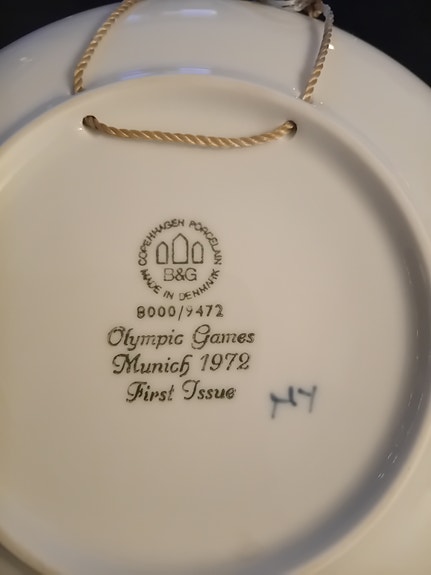 COPENHAGEN PORCELAIN
B&G
MADE IN DENMARK
8000/9472
Olympic Games
Munich 1972
First Issue